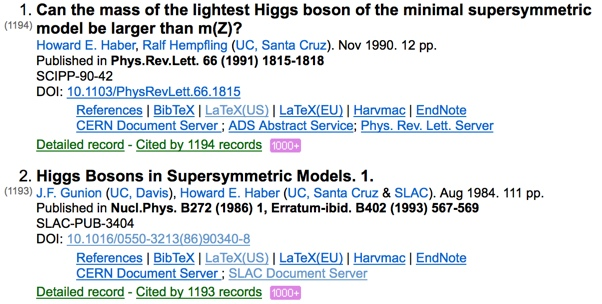 1. Can the mass of the lightest Higgs boson of the minimal supersymmetric
(1194) model be larger than m(Z)?
Howard E. Haber, Ralf Hempfling (UC, Santa Cruz). Nov 1990. 12 pp.
Published in Phys.Rev.Lett. 66 (1991) 1815-1818
SCIPP-90-42
DOI: 10.1103/PhysRevLett.66.1815
References | BibTeX | LaTeX(US) | LaTeX(EU) | Harvmac | EndNote
CERN Document Server ; ADS Abstract Service; Phys. Rev. Lett. Server
Detailed record - Cited by 1194 records 1000+
2. Higgs Bosons in Supersymmetric Models. 1.
(1193) J.F. Gunion (UC, Davis), Howard E. Haber (UC, Santa Cruz & SLAC). Aug 1984. 111 pp.
Published in Nucl.Phys. B272 (1986) 1, Erratum-ibid. B402 (1993) 567-569
SLAC-PUB-3404
DOI: 10.1016/0550-3213(86)90340-8
References | BibTeX | LaTeX(US) | LaTeX(EU) | Harvmac | EndNote
CERN Document Server ; SLAC Document Server
Detailed record - Cited by 1193 records 1000+